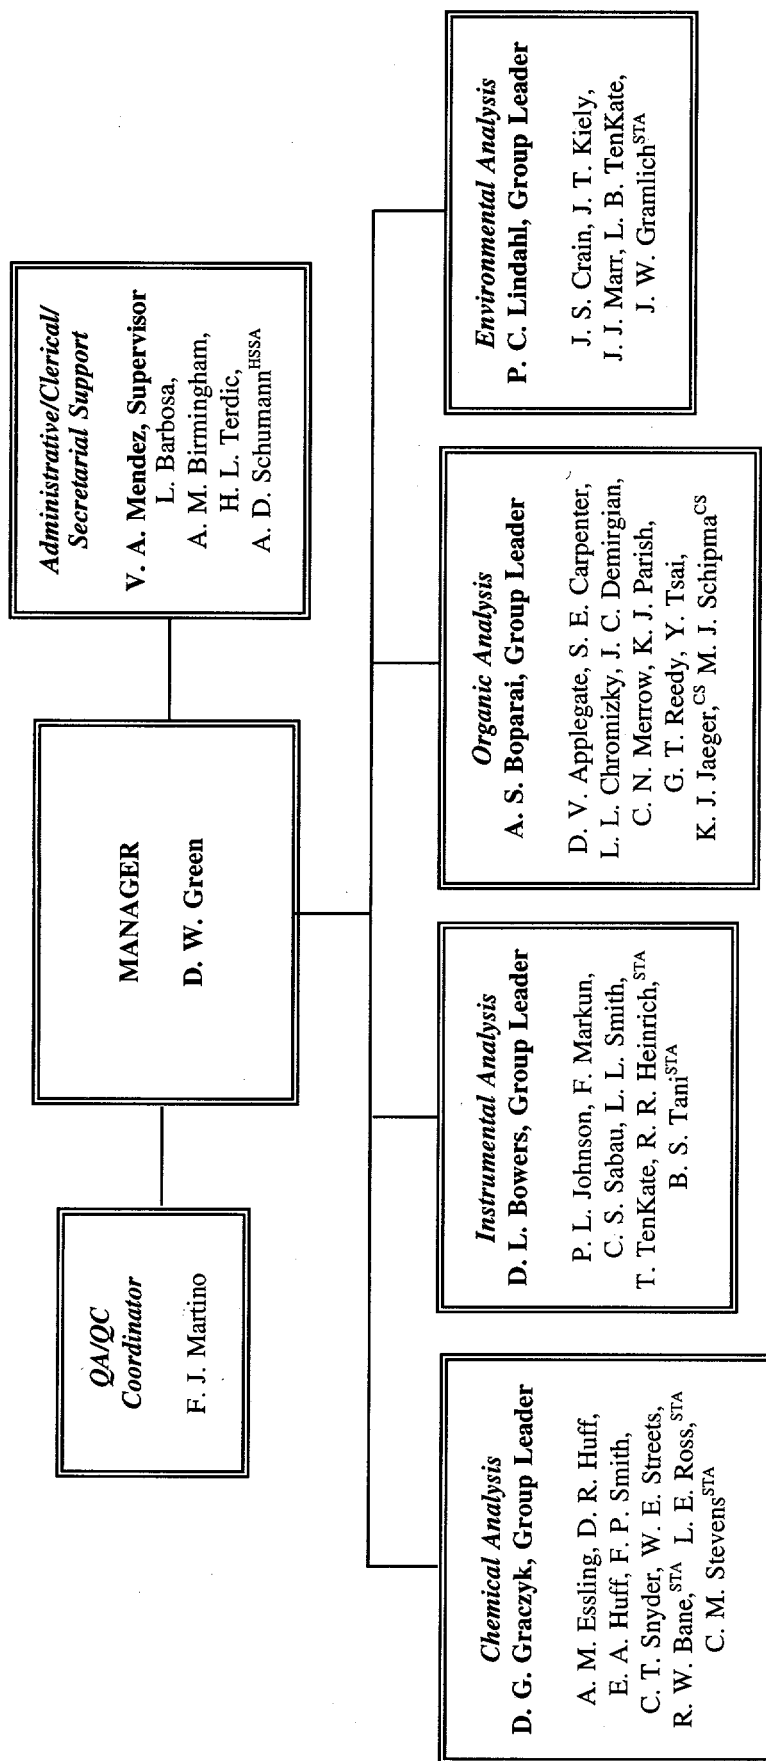 QA/QC
Coordinator
F. J. Martino
MANAGER
D. W. Green
Administrative/Clerical/
Secretarial Support
V. A. Mendez, Supervisor
L. Barbosa,
A. M. Birmingham,
H. L. Terdic,
A. D. Schumann^HSSA
Chemical Analysis
D. G. Graczyk, Group Leader
A. M. Essling, D. R. Huff,
E. A. Huff, F. P. Smith,
C. T. Snyder, W. E. Streets,
R. W. Bane,^STA L. E. Ross,^STA
C. M. Stevens^STA
Instrumental Analysis
D. L. Bowers, Group Leader
P. L. Johnson, F. Markun,
C. S. Sabau, L. L. Smith,
T. TenKate, R. R. Heinrich,^STA
B. S. Tani^STA
Organic Analysis
A. S. Boparai, Group Leader
D. V. Applegate, S. E. Carpenter,
L. L. Chromizky, J. C. Demirgian,
C. N. Merrow, K. J. Parish,
G. T. Reedy, Y. Tsai,
K. J. Jaeger,^CS M. J. Schipma^CS
Environmental Analysis
P. C. Lindahl, Group Leader
J. S. Crain, J. T. Kiely,
J. J. Marr, L. B. TenKate,
J. W. Gramlich^STA